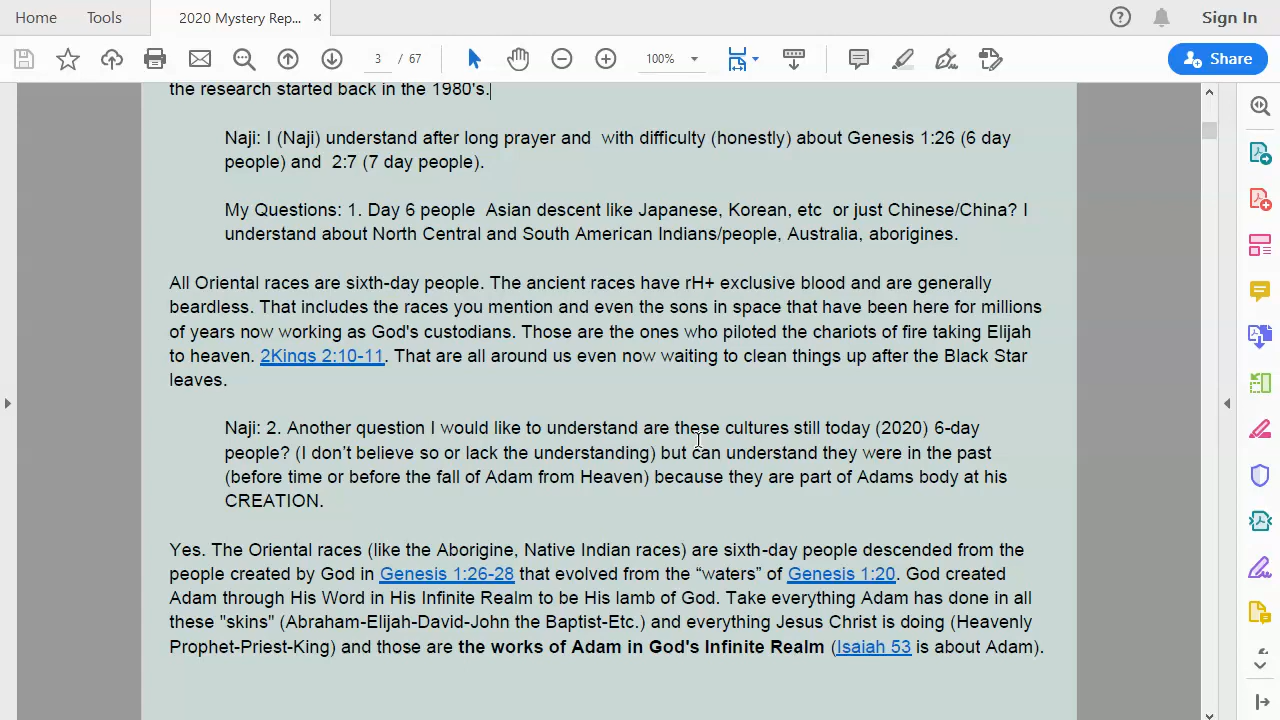 Home
Tools
2020 Mystery Rep... ×
Sign In
3 / 67
100%
Share
the research started back in the 1980's.
Naji: I (Naji) understand after long prayer and  with difficulty (honestly) about Genesis 1:26 (6 day
people) and  2:7 (7 day people).
My Questions: 1. Day 6 people  Asian descent like Japanese, Korean, etc  or just Chinese/China? I
understand about North Central and South American Indians/people, Australia, aborigines.
All Oriental races are sixth-day people. The ancient races have rH+ exclusive blood and are generally
beardless. That includes the races you mention and even the sons in space that have been here for millions
of years now working as God's custodians. Those are the ones who piloted the chariots of fire taking Elijah
to heaven. 2Kings 2:10-11. That are all around us even now waiting to clean things up after the Black Star
leaves.
Naji: 2. Another question I would like to understand are these cultures still today (2020) 6-day
people? (I don't believe so or lack the understanding) but can understand they were in the past
(before time or before the fall of Adam from Heaven) because they are part of Adams body at his
CREATION.
Yes. The Oriental races (like the Aborigine, Native Indian races) are sixth-day people descended from the
people created by God in Genesis 1:26-28 that evolved from the “waters” of Genesis 1:20. God created
Adam through His Word in His Infinite Realm to be His lamb of God. Take everything Adam has done in all
these "skins" (Abraham-Elijah-David-John the Baptist-Etc.) and everything Jesus Christ is doing (Heavenly
Prophet-Priest-King) and those are the works of Adam in God's Infinite Realm (Isaiah 53 is about Adam).